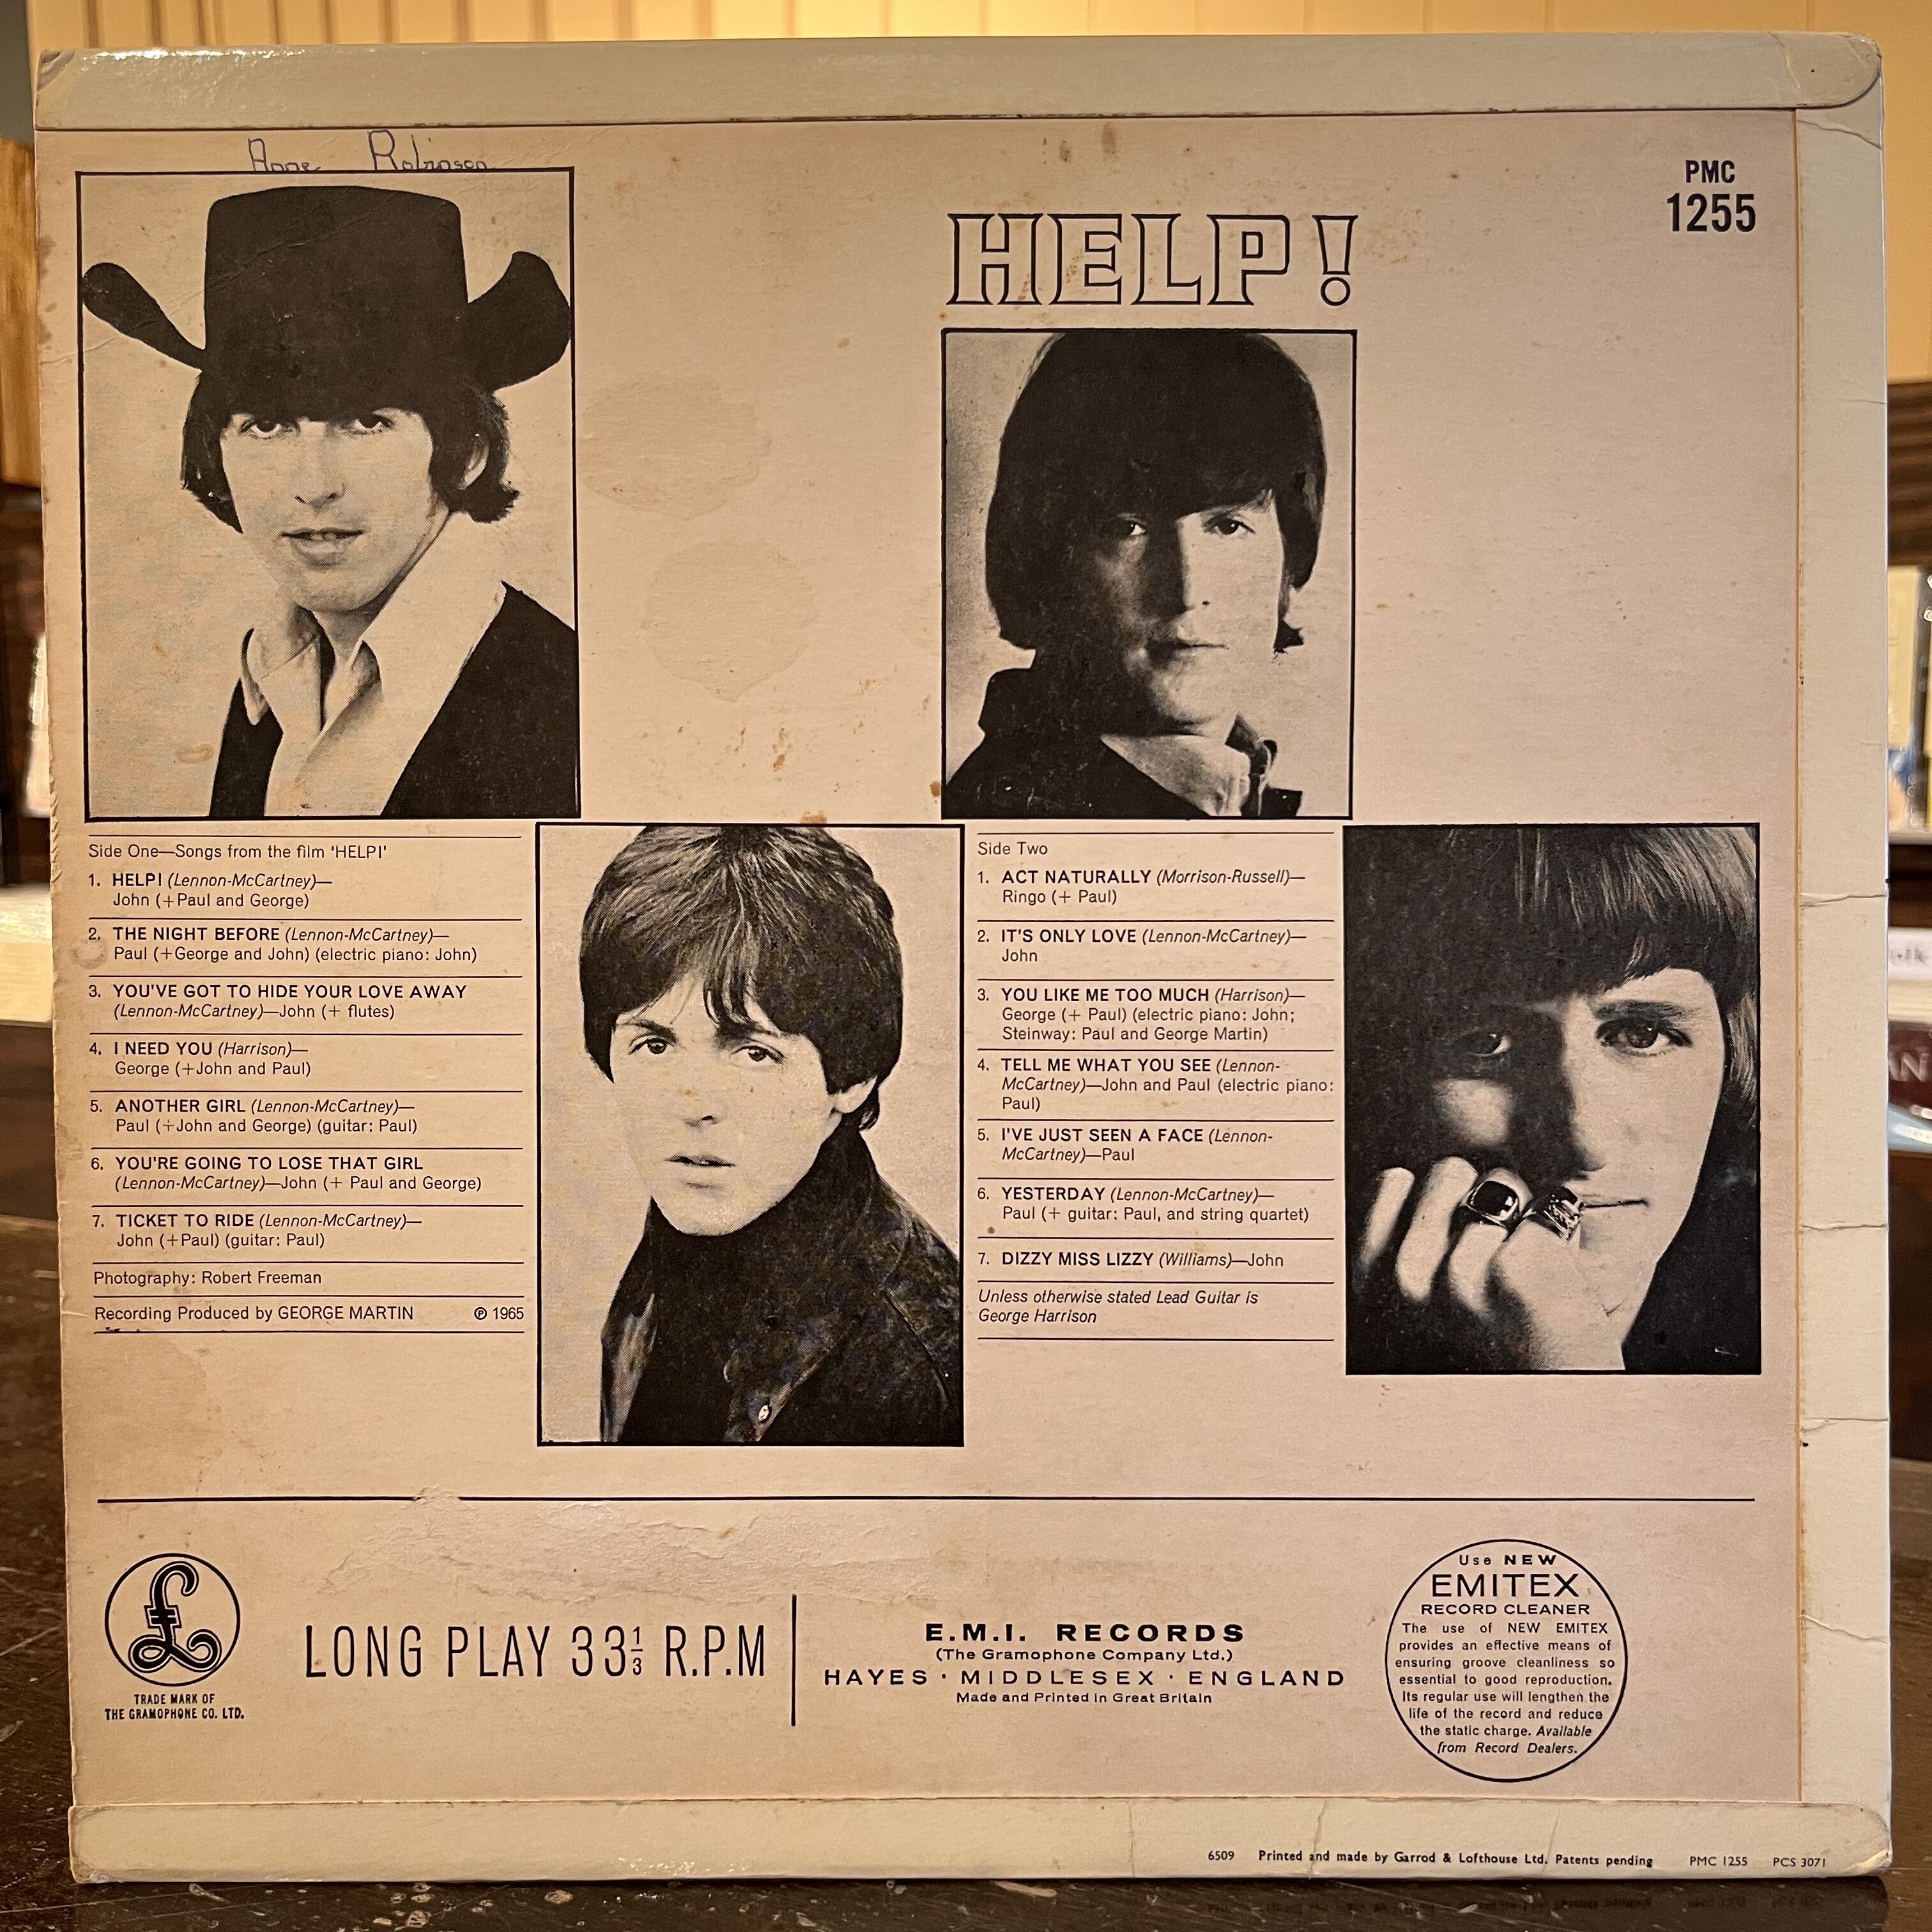 Anne Robinson
PMC
1255
HELP!
Side One—Songs from the film 'HELP!'
1. HELP! (Lennon-McCartney)—
John (+Paul and George)
2. THE NIGHT BEFORE (Lennon-McCartney)—
Paul (+George and John) (electric piano: John)
3. YOU'VE GOT TO HIDE YOUR LOVE AWAY
(Lennon-McCartney)—John (+ flutes)
4. I NEED YOU (Harrison)—
George (+John and Paul)
5. ANOTHER GIRL (Lennon-McCartney)—
Paul (+John and George) (guitar: Paul)
6. YOU'RE GOING TO LOSE THAT GIRL
(Lennon-McCartney)—John (+ Paul and George)
7. TICKET TO RIDE (Lennon-McCartney)—
John (+Paul) (guitar: Paul)
Photography: Robert Freeman
Recording Produced by GEORGE MARTIN ℗ 1965
Side Two
1. ACT NATURALLY (Morrison-Russell)—
Ringo (+ Paul)
2. IT'S ONLY LOVE (Lennon-McCartney)—
John
3. YOU LIKE ME TOO MUCH (Harrison)—
George (+ Paul) (electric piano: John;
Steinway: Paul and George Martin)
4. TELL ME WHAT YOU SEE (Lennon-
McCartney)—John and Paul (electric piano:
Paul)
5. I'VE JUST SEEN A FACE (Lennon-
McCartney)—Paul
6. YESTERDAY (Lennon-McCartney)—
Paul (+ guitar: Paul, and string quartet)
7. DIZZY MISS LIZZY (Williams)—John
Unless otherwise stated Lead Guitar is
George Harrison
£
TRADE MARK OF
THE GRAMOPHONE CO. LTD.
LONG PLAY 33⅓ R.P.M
E.M.I. RECORDS
(The Gramophone Company Ltd.)
HAYES · MIDDLESEX · ENGLAND
Made and Printed in Great Britain
Use NEW
EMITEX
RECORD CLEANER
The use of NEW EMITEX
provides an effective means of
ensuring groove cleanliness so
essential to good reproduction.
Its regular use will lengthen the
life of the record and reduce
the static charge. Available
from Record Dealers.
6509 Printed and made by Garrod & Lofthouse Ltd. Patents pending PMC 1255 PCS 3071